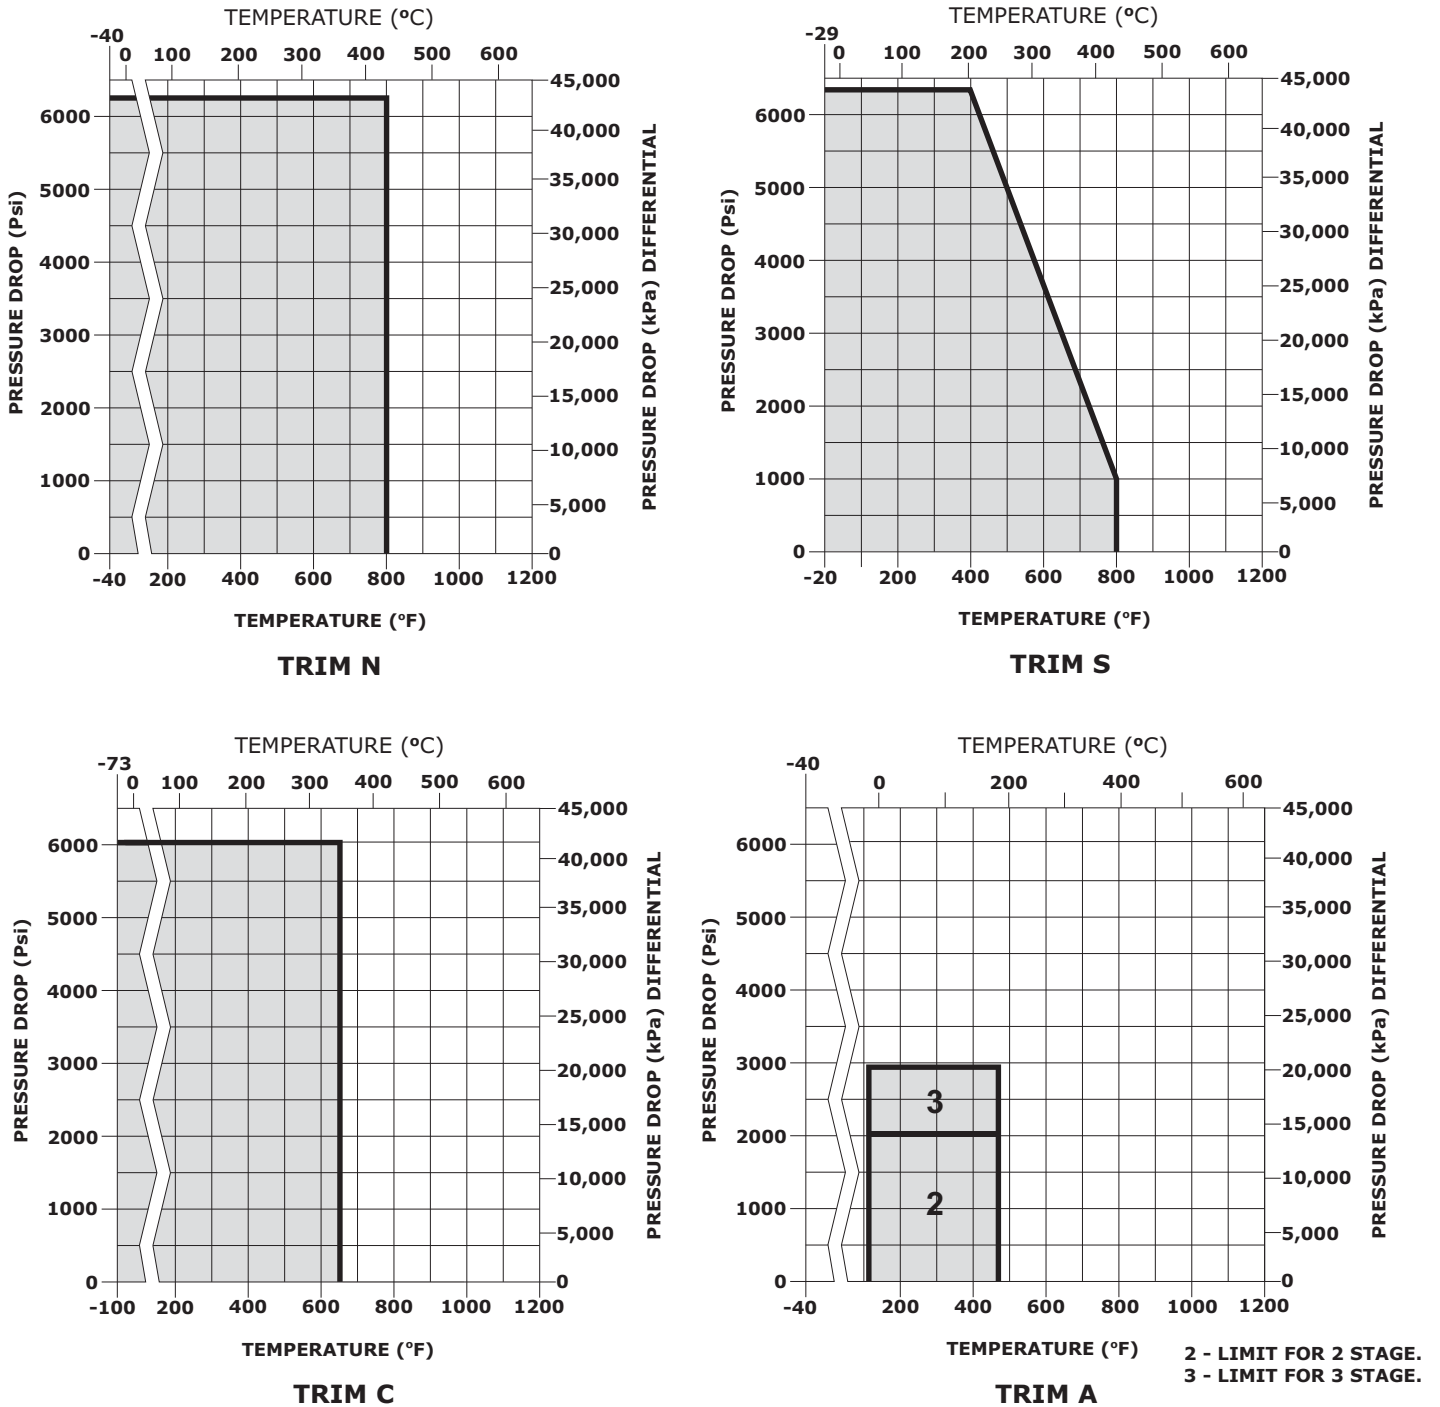 TEMPERATURE (ºC)
-40
0 100 200 300 430 500 600
PRESSURE DROP (Psi)
6000
5000
4000
3000
2000
1000
0
45,000
40,000
35,000
30,000
25,000
20,000
15,000
10,000
5,000
0
PRESSURE DROP (kPa) DIFFERENTIAL
-40 200 400 600 800 1000 1200
TEMPERATURE (ºF)
TRIM N
TEMPERATURE (ºC)
-29
0 100 200 300 430 500 600
PRESSURE DROP (Psi)
6000
5000
4000
3000
2000
1000
0
45,000
40,000
35,000
30,000
25,000
20,000
15,000
10,000
5,000
0
PRESSURE DROP (kPa) DIFFERENTIAL
-20 200 400 600 800 1000 1200
TEMPERATURE (ºF)
TRIM S
TEMPERATURE (ºC)
-73
0 100 200 300 400 500 600
PRESSURE DROP (Psi)
6000
5000
4000
3000
2000
1000
0
45,000
40,000
35,000
30,000
25,000
20,000
15,000
10,000
5,000
0
PRESSURE DROP (kPa) DIFFERENTIAL
-100 200 400 600 800 1000 1200
TEMPERATURE (ºF)
TRIM C
TEMPERATURE (ºC)
-40
0 200 400 600
PRESSURE DROP (Psi)
6000
5000
4000
3000
2000
1000
0
3
2
45,000
40,000
35,000
30,000
25,000
20,000
15,000
10,000
5,000
0
PRESSURE DROP (kPa) DIFFERENTIAL
-40 200 400 600 800 1000 1200
TEMPERATURE (ºF)
2 - LIMIT FOR 2 STAGE.
3 - LIMIT FOR 3 STAGE.
TRIM A